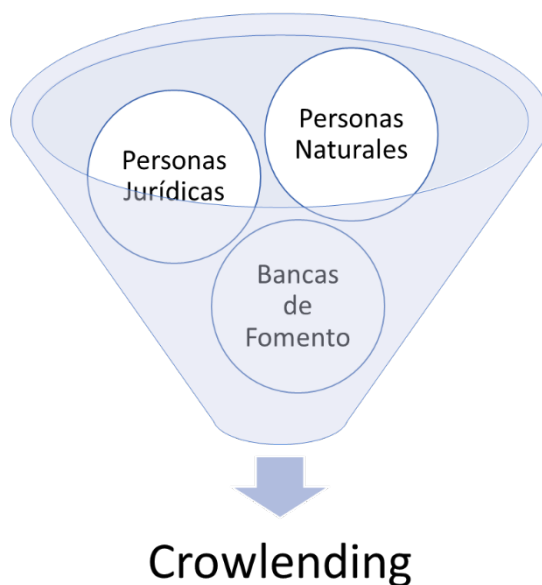 Personas
Jurídicas
Personas
Naturales
Bancas
de
Fomento
Crowlending